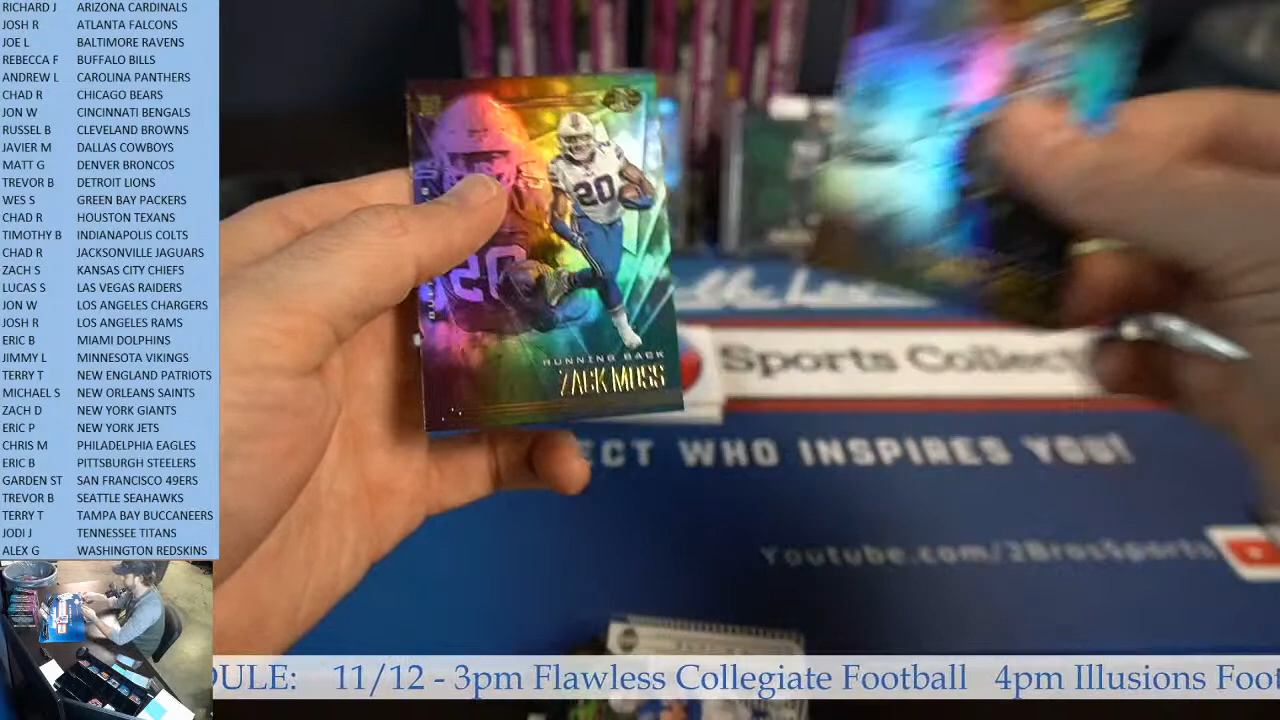 RICHARD J ARIZONA CARDINALS
JOSH R ATLANTA FALCONS
JOE L BALTIMORE RAVENS
REBECCA F BUFFALO BILLS
ANDREW L CAROLINA PANTHERS
CHAD R CHICAGO BEARS
JON W CINCINNATI BENGALS
RUSSEL B CLEVELAND BROWNS
JAVIER M DALLAS COWBOYS
MATT G DENVER BRONCOS
TREVOR B DETROIT LIONS
WES S GREEN BAY PACKERS
CHAD R HOUSTON TEXANS
TIMOTHY B INDIANAPOLIS COLTS
CHAD R JACKSONVILLE JAGUARS
ZACH S KANSAS CITY CHIEFS
LUCAS S LAS VEGAS RAIDERS
JON W LOS ANGELES CHARGERS
JOSH R LOS ANGELES RAMS
ERIC B MIAMI DOLPHINS
JIMMY L MINNESOTA VIKINGS
TERRY T NEW ENGLAND PATRIOTS
MICHAEL S NEW ORLEANS SAINTS
ZACH D NEW YORK GIANTS
ERIC P NEW YORK JETS
CHRIS M PHILADELPHIA EAGLES
ERIC B PITTSBURGH STEELERS
GARDEN ST SAN FRANCISCO 49ERS
TREVOR B SEATTLE SEAHAWKS
TERRY T TAMPA BAY BUCCANEERS
JODI J TENNESSEE TITANS
ALEX G WASHINGTON REDSKINS
20
20
RUNNING BACK
ZACK MOSS
Sports Collect
ECT WHO INSPIRES YOU!
Youtube.com/2BrosSports
DULE: 11/12 - 3pm Flawless Collegiate Football 4pm Illusions Foot